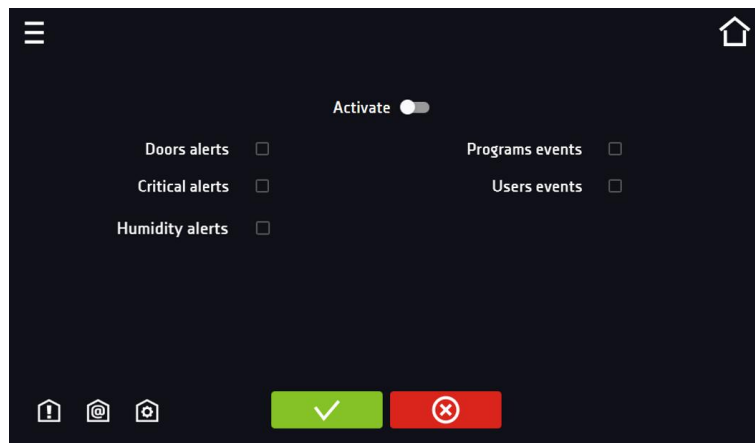 Activate
Doors alerts
Programs events
Critical alerts
Users events
Humidity alerts